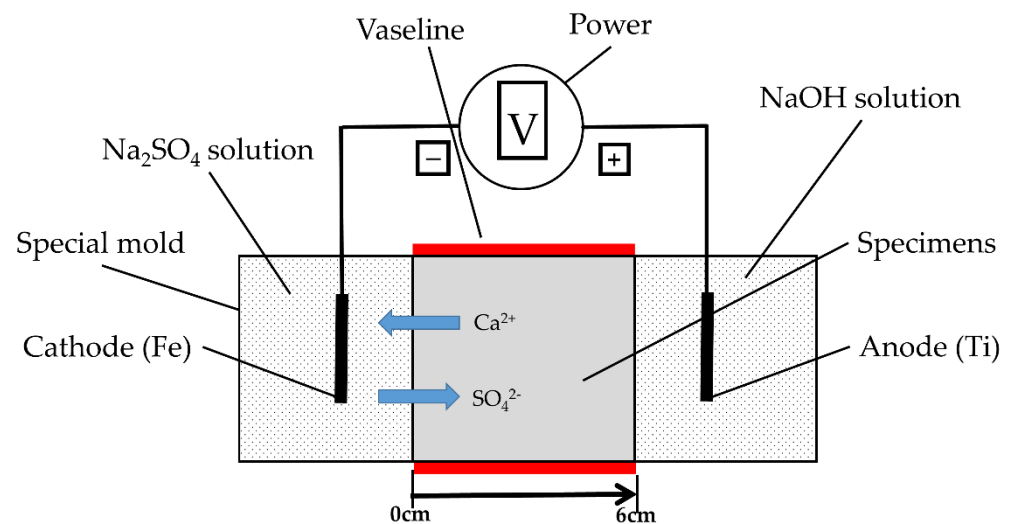 Vaseline
Power
NaOH solution
V
Na₂SO₄ solution
−
+
Special mold
Specimens
Ca²⁺
Cathode (Fe)
Anode (Ti)
SO₄²⁻
0cm
6cm